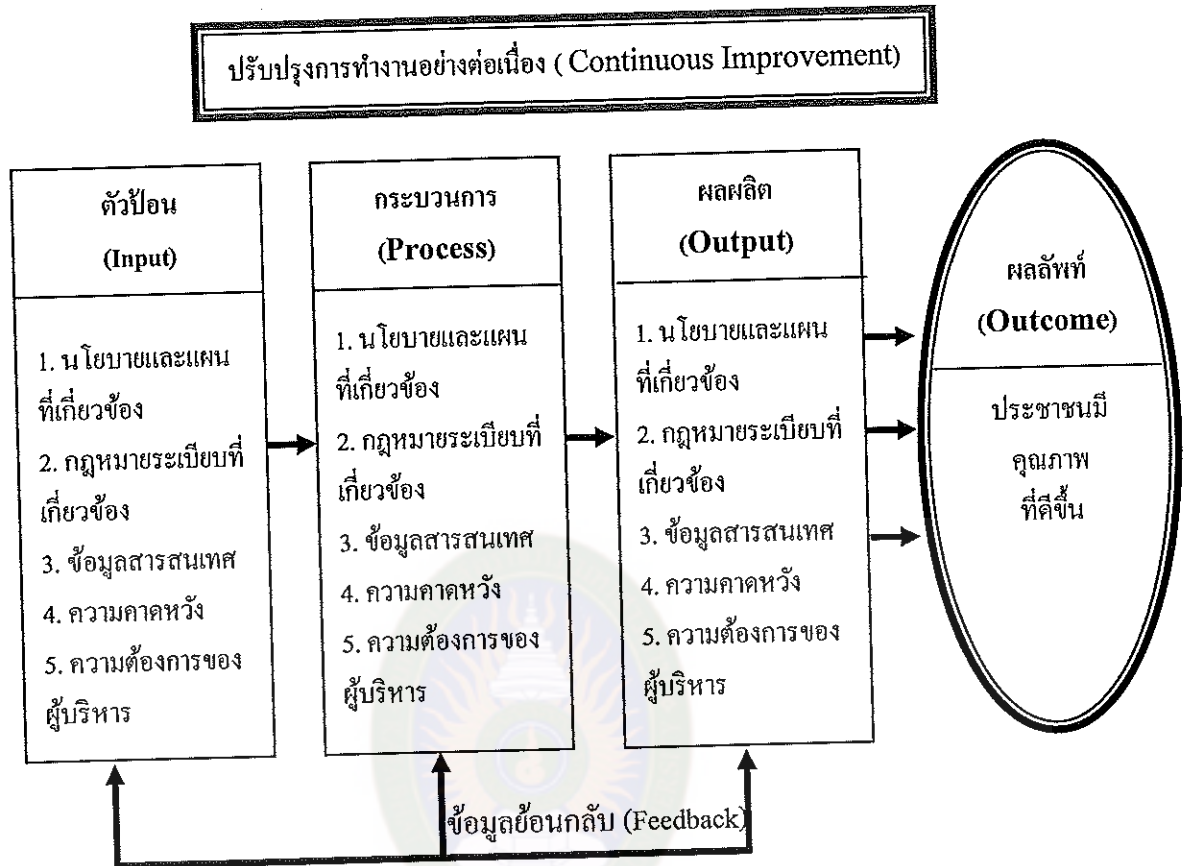 ปรับปรุงการทำงานอย่างต่อเนื่อง ( Continuous Improvement)
ตัวป้อน
(Input)
1. นโยบายและแผน
ที่เกี่ยวข้อง
2. กฎหมายระเบียบที่
เกี่ยวข้อง
3. ข้อมูลสารสนเทศ
4. ความคาดหวัง
5. ความต้องการของ
ผู้บริหาร
กระบวนการ
(Process)
1. นโยบายและแผน
ที่เกี่ยวข้อง
2. กฎหมายระเบียบที่
เกี่ยวข้อง
3. ข้อมูลสารสนเทศ
4. ความคาดหวัง
5. ความต้องการของ
ผู้บริหาร
ผลผลิต
(Output)
1. นโยบายและแผน
ที่เกี่ยวข้อง
2. กฎหมายระเบียบที่
เกี่ยวข้อง
3. ข้อมูลสารสนเทศ
4. ความคาดหวัง
5. ความต้องการของ
ผู้บริหาร
ผลลัพท์
(Outcome)
ประชาชนมี
คุณภาพ
ที่ดีขึ้น
ข้อมูลย้อนกลับ (Feedback)